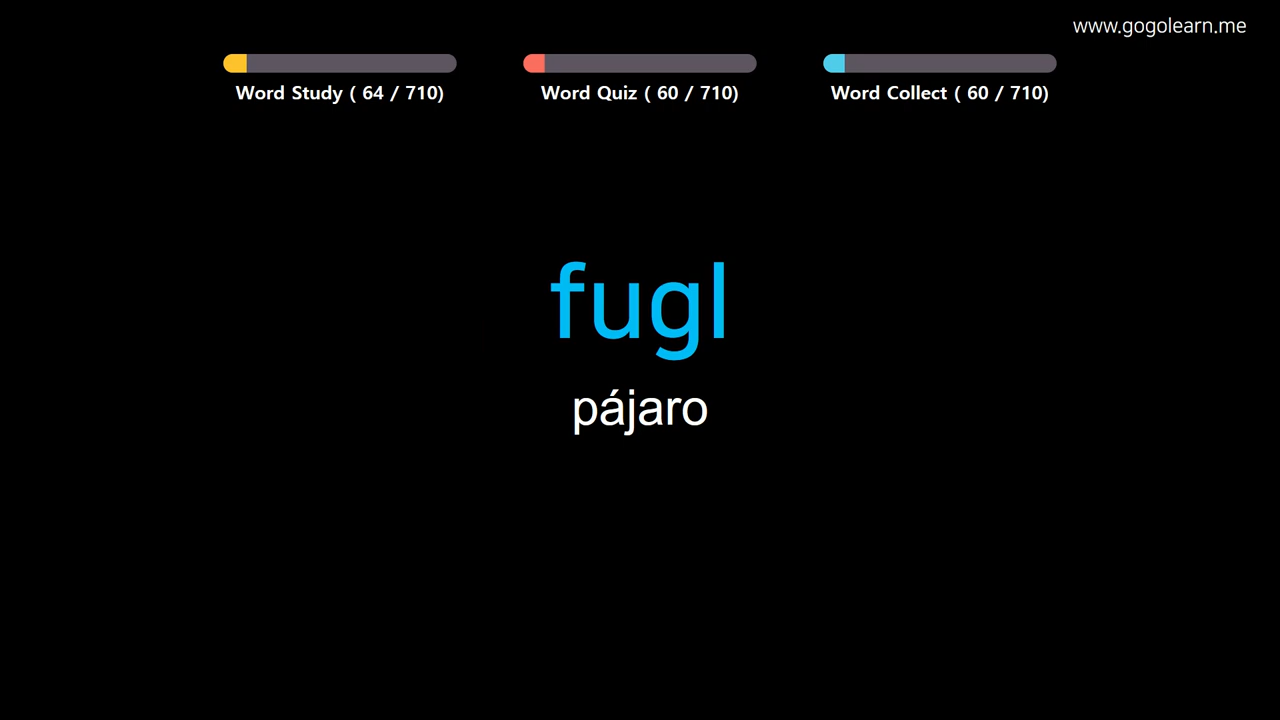 www.gogolearn.me
Word Study ( 64 / 710)
Word Quiz ( 60 / 710)
Word Collect ( 60 / 710)
fugl
pájaro